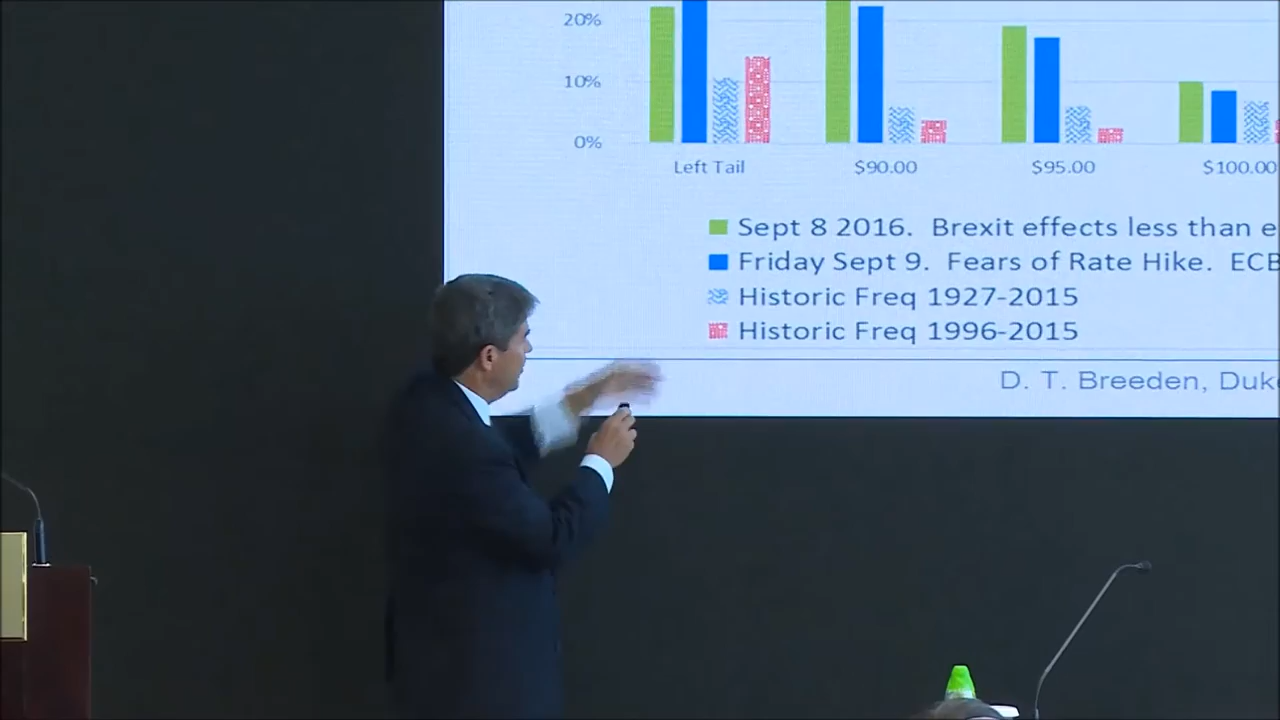 20%
10%
0%
Left Tail $90.00 $95.00 $100.00
Sept 8 2016. Brexit effects less than
Friday Sept 9. Fears of Rate Hike. ECB
Historic Freq 1927-2015
Historic Freq 1996-2015
D. T. Breeden, Duke